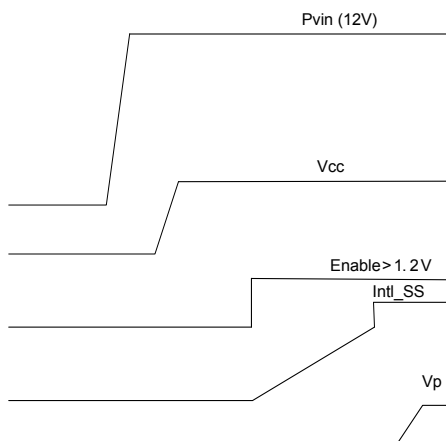 Pvin (12V)
Vcc
Enable>1.2V
Intl_SS
Vp